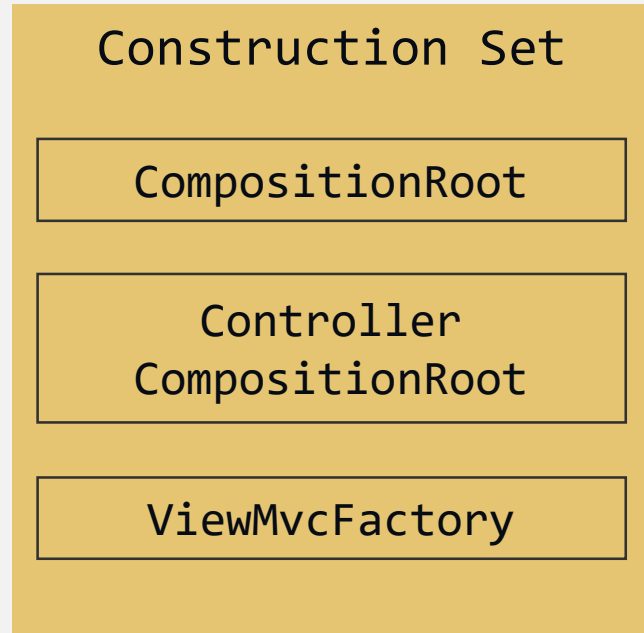 Construction Set
CompositionRoot
Controller
CompositionRoot
ViewMvcFactory